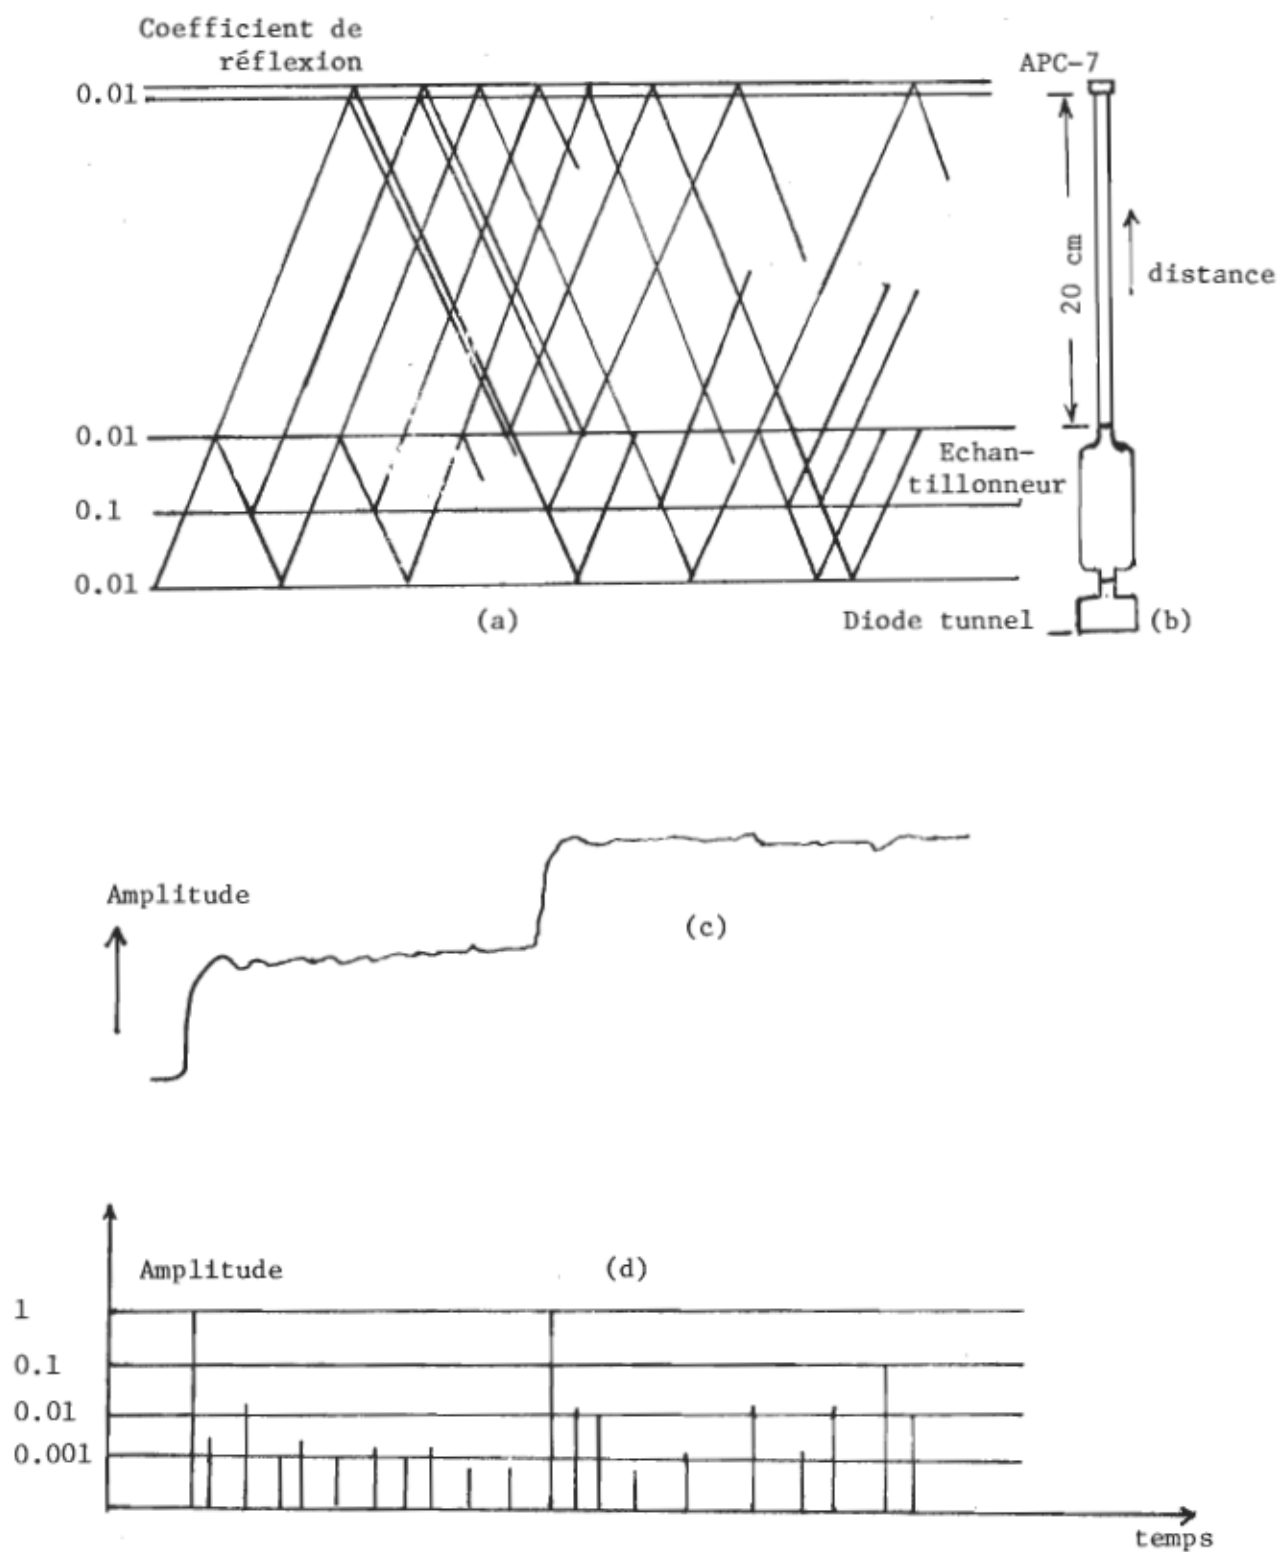 Coefficient de
réflexion
APC-7
0.01
20 cm
distance
0.01
Echan-
tillonneur
0.1
0.01
(a)
Diode tunnel
(b)
Amplitude
(c)
Amplitude
(d)
1
0.1
0.01
0.001
temps